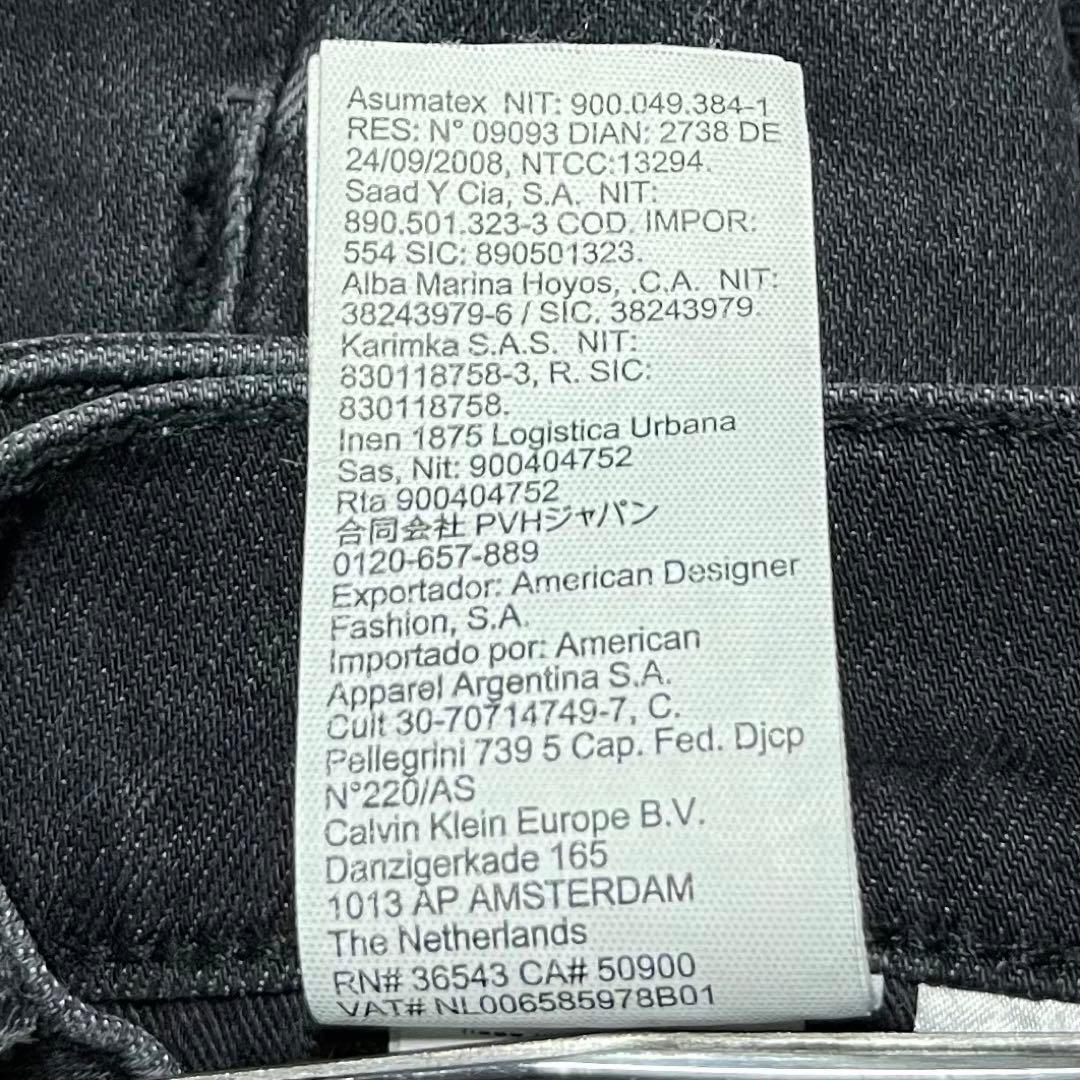 Asumatex NIT: 900.049.384-1
RES: N° 09093 DIAN: 2738 DE
24/09/2008, NTCC:13294.
Saad Y Cia, S.A. NIT:
890.501.323-3 COD. IMPOR.
554 SIC: 890501323.
Alba Marina Hoyos, .C.A. NIT:
38243979-6 / SIC. 38243979.
Karimka S.A.S. NIT:
830118758-3, R. SIC:
830118758.
Inen 1875 Logistica Urbana
Sas, Nit: 900404752
Rta 900404752
合同会社 PVHジャパン
0120-657-889
Exportador: American Designer
Fashion, S.A.
Importado por: American
Apparel Argentina S.A.
Cuit 30-70714749-7, C.
Pellegrini 739 5 Cap. Fed. Djcp
N°220/AS
Calvin Klein Europe B.V.
Danzigerkade 165
1013 AP AMSTERDAM
The Netherlands
RN# 36543 CA# 50900
VAT# NL006585978B01